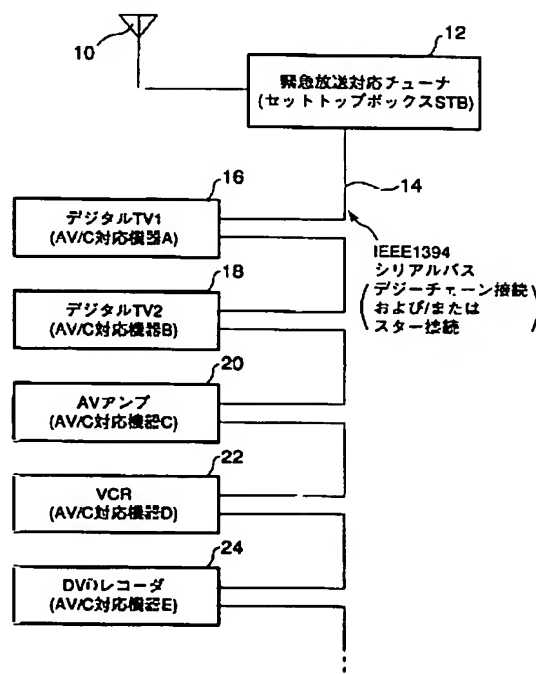 10
12
緊急放送対応チューナ
(セットトップボックスSTB)
14
16
デジタルTV1
(AV/C対応機器A)
IEEE1394
シリアルバス
(デジーチェーン接続
および/または
スター接続)
18
デジタルTV2
(AV/C対応機器B)
20
AVアンプ
(AV/C対応機器C)
22
VCR
(AV/C対応機器D)
24
DVDレコーダ
(AV/C対応機器E)